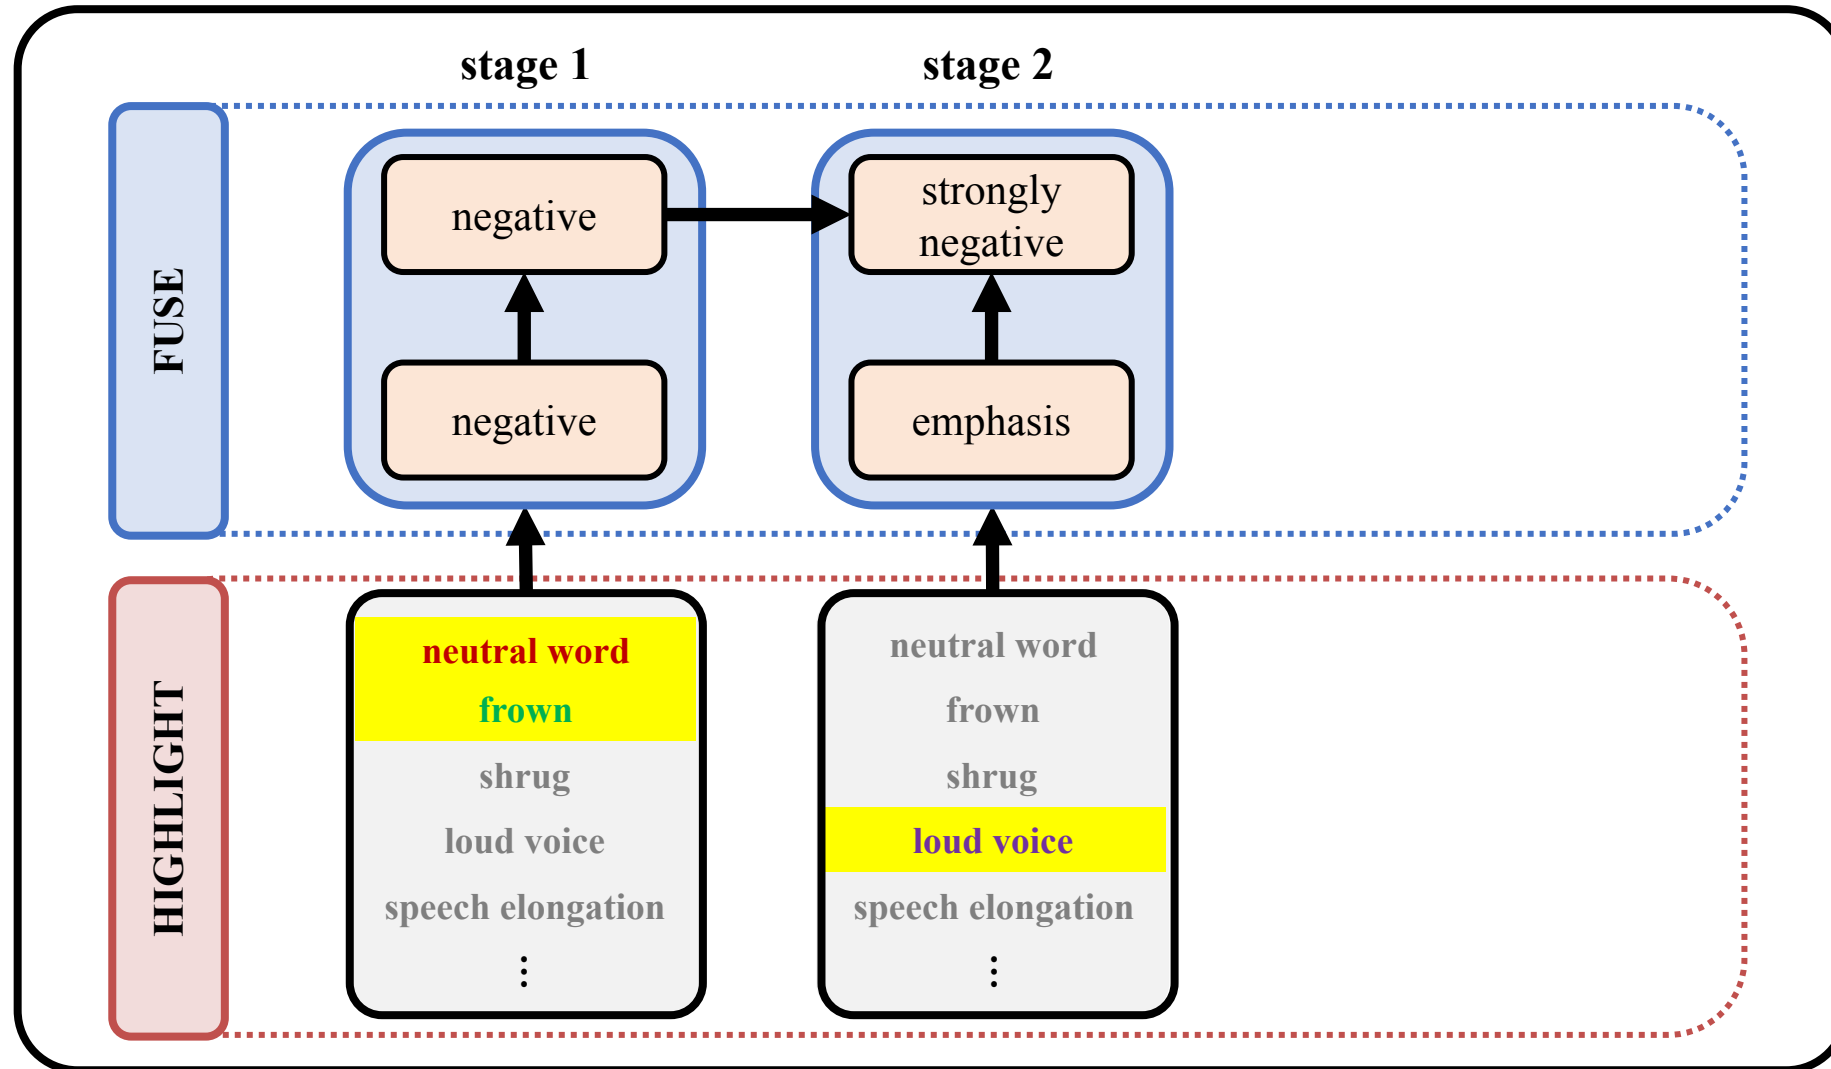 stage 1
stage 2
FUSE
negative
strongly
negative
negative
emphasis
HIGHLIGHT
neutral word
frown
shrug
loud voice
speech elongation
⋮
neutral word
frown
shrug
loud voice
speech elongation
⋮